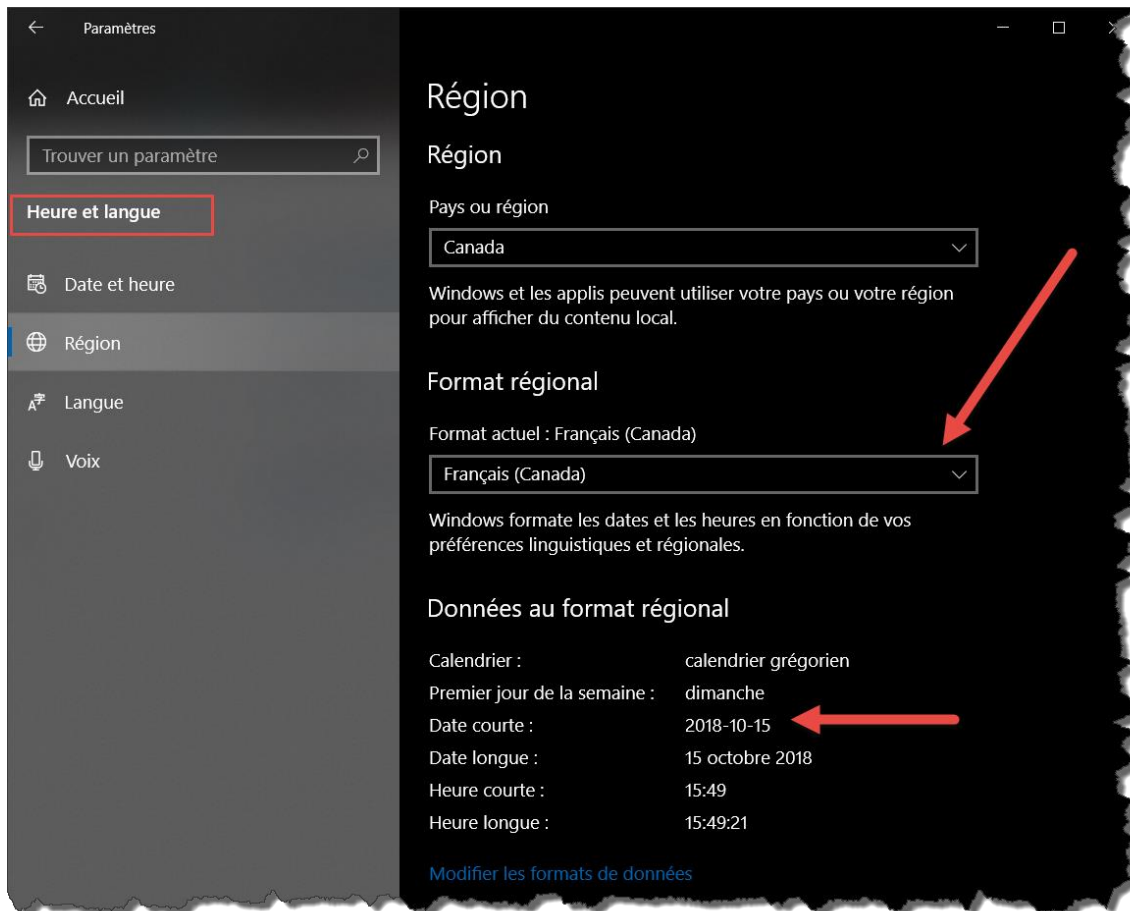 Paramètres
Accueil
Trouver un paramètre
Heure et langue
Date et heure
Région
Langue
Voix
Région
Région
Pays ou région
Canada
Windows et les applis peuvent utiliser votre pays ou votre région
pour afficher du contenu local.
Format régional
Format actuel : Français (Canada)
Français (Canada)
Windows formate les dates et les heures en fonction de vos
préférences linguistiques et régionales.
Données au format régional
Calendrier : calendrier grégorien
Premier jour de la semaine : dimanche
Date courte : 2018-10-15
Date longue : 15 octobre 2018
Heure courte : 15:49
Heure longue : 15:49:21
Modifier les formats de données